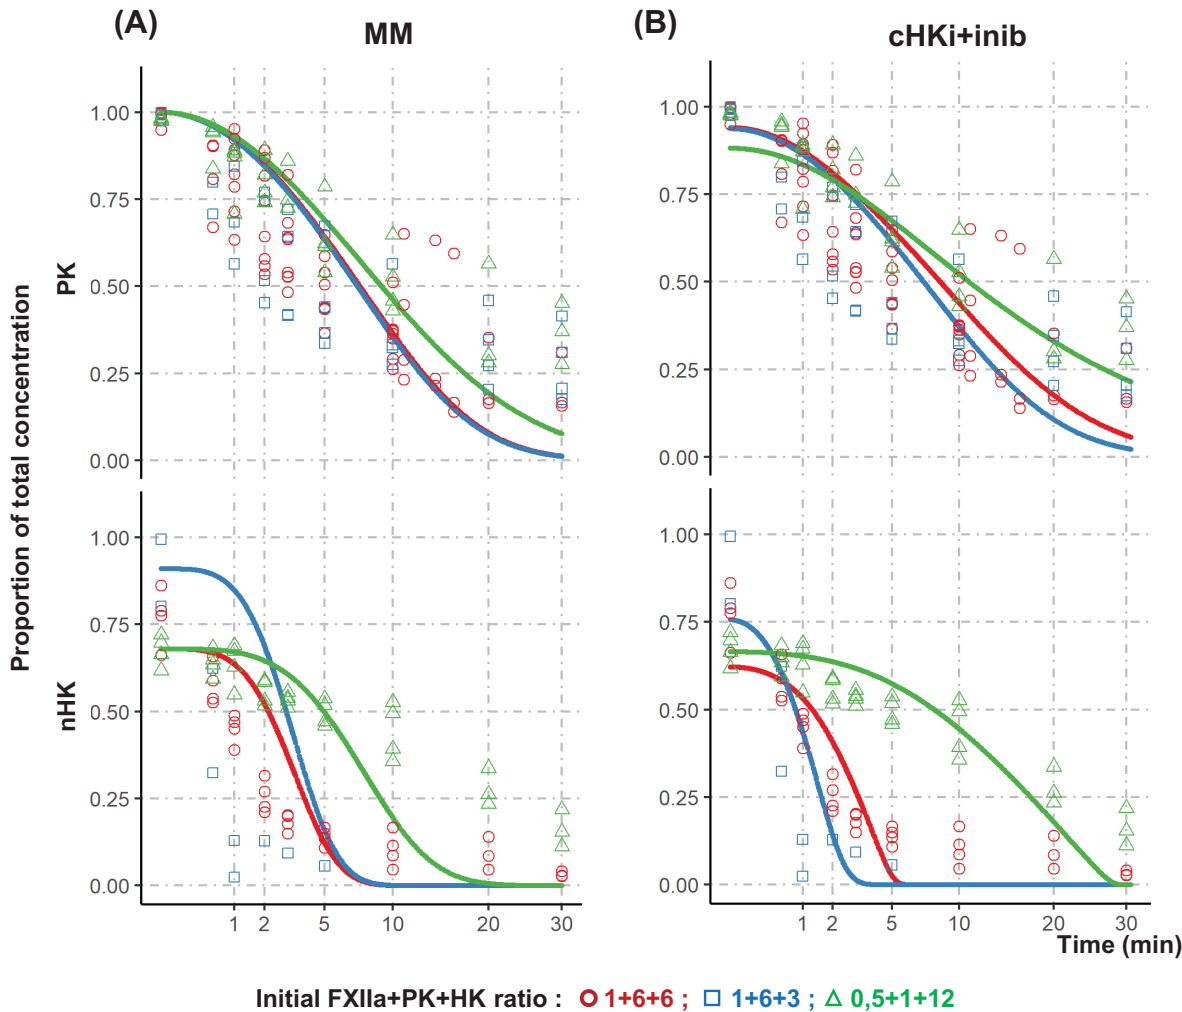 (A) MM (B) cHKi+inib
Proportion of total concentration
PK
1.00 1.00
0.75 0.75
0.50 0.50
0.25 0.25
0.00 0.00
nHK
1.00 1.00
0.75 0.75
0.50 0.50
0.25 0.25
0.00 0.00
1 2 5 10 20 30 1 2 5 10 20 30
Time (min)
Initial FXIIa+PK+HK ratio : 1+6+6 ; 1+6+3 ; 0,5+1+12